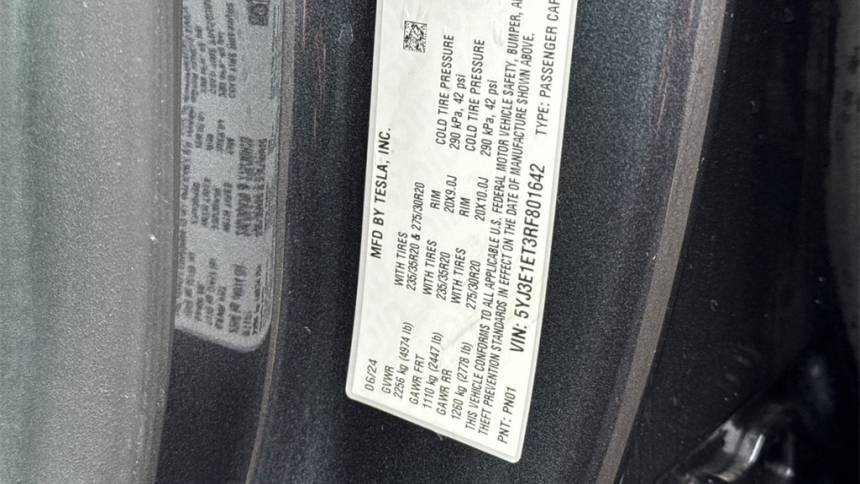 MFD BY TESLA, INC.
06/24
GVWR
2256 kg (4974 lb)
WITH TIRES
235/35R20 & 275/30R20
GAWR FRT
1110 kg (2447 lb)
WITH TIRES
235/35R20
RIM
20X9.0J
COLD TIRE PRESSURE
290 kPa, 42 psi
GAWR RR
1260 kg (2778 lb)
WITH TIRES
275/30R20
RIM
20X10.0J
COLD TIRE PRESSURE
290 kPa, 42 psi
THIS VEHICLE CONFORMS TO ALL APPLICABLE U.S. FEDERAL MOTOR VEHICLE SAFETY, BUMPER,
THEFT PREVENTION STANDARDS IN EFFECT ON THE DATE OF MANUFACTURE SHOWN ABOVE.
PNT: PN01 VIN: 5YJ3E1ET3RF801642 TYPE: PASSENGER CAR